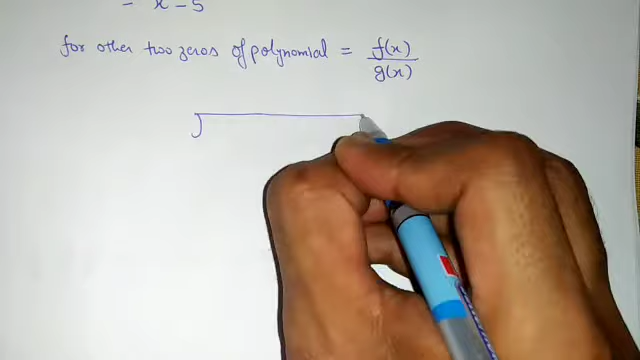 = x - 5
for other two zeros of polynomial = f(x)
g(x)